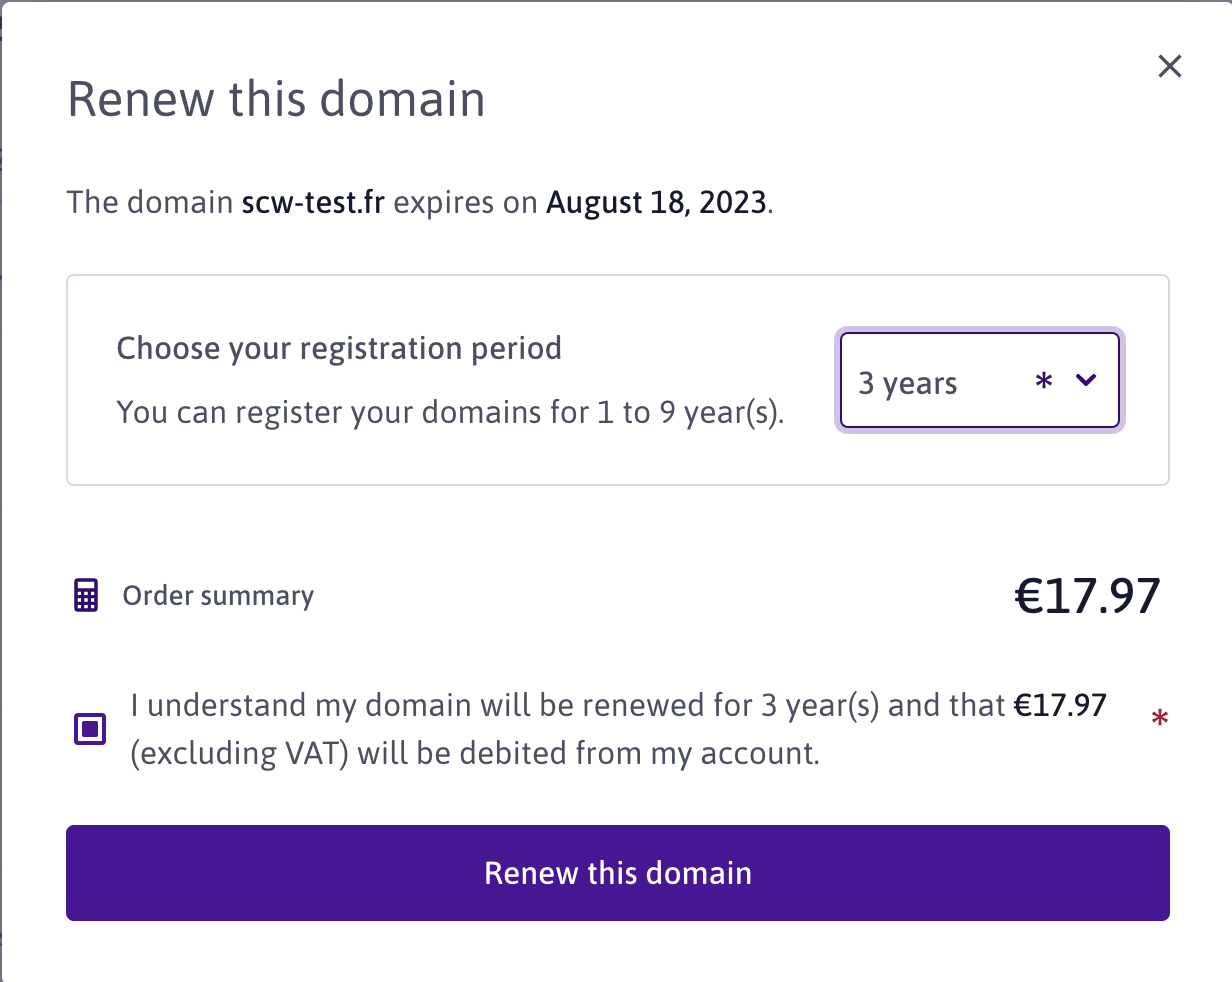 Renew this domain
The domain scw-test.fr expires on August 18, 2023.
Choose your registration period
You can register your domains for 1 to 9 year(s).
3 years *
Order summary
€17.97
I understand my domain will be renewed for 3 year(s) and that €17.97 *
(excluding VAT) will be debited from my account.
Renew this domain